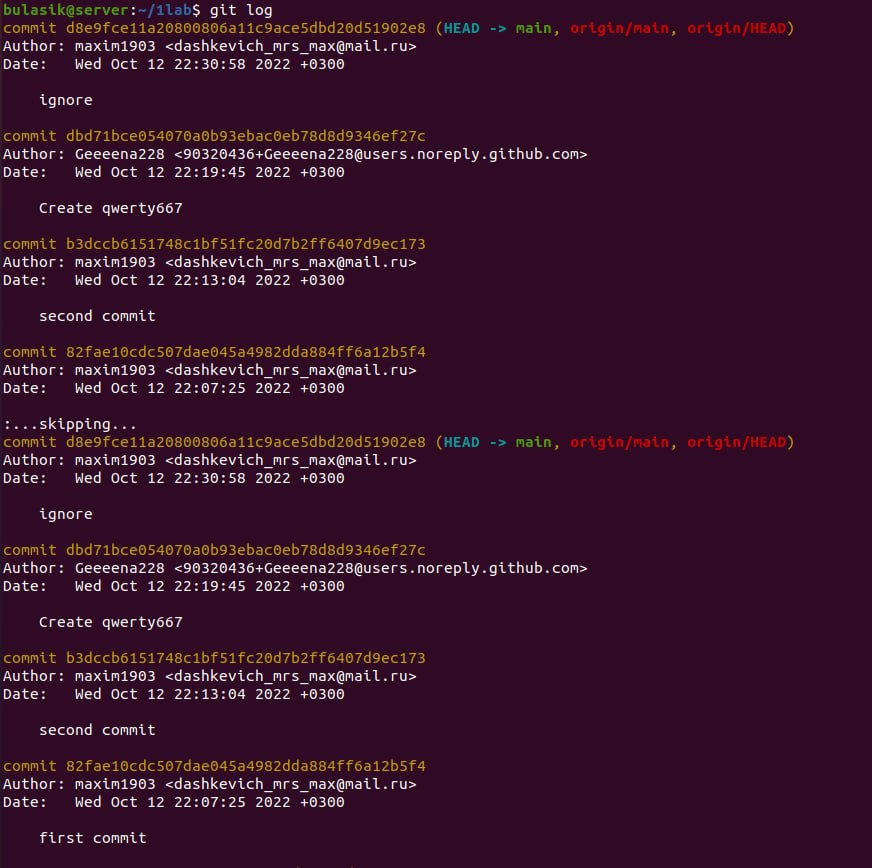 bulasik@server:~/1lab$ git log
commit d8e9fce11a20800806a11c9ace5dbd20d51902e8 (HEAD -> main, origin/main, origin/HEAD)
Author: maxim1903 <dashkevich_mrs_max@mail.ru>
Date:   Wed Oct 12 22:30:58 2022 +0300

    ignore

commit dbd71bce054070a0b93ebac0eb78d8d9346ef27c
Author: Geeeena228 <90320436+Geeeena228@users.noreply.github.com>
Date:   Wed Oct 12 22:19:45 2022 +0300

    Create qwerty667

commit b3dccb6151748c1bf51fc20d7b2ff6407d9ec173
Author: maxim1903 <dashkevich_mrs_max@mail.ru>
Date:   Wed Oct 12 22:13:04 2022 +0300

    second commit

commit 82fae10cdc507dae045a4982dda884ff6a12b5f4
Author: maxim1903 <dashkevich_mrs_max@mail.ru>
Date:   Wed Oct 12 22:07:25 2022 +0300

:...skipping...
commit d8e9fce11a20800806a11c9ace5dbd20d51902e8 (HEAD -> main, origin/main, origin/HEAD)
Author: maxim1903 <dashkevich_mrs_max@mail.ru>
Date:   Wed Oct 12 22:30:58 2022 +0300

    ignore

commit dbd71bce054070a0b93ebac0eb78d8d9346ef27c
Author: Geeeena228 <90320436+Geeeena228@users.noreply.github.com>
Date:   Wed Oct 12 22:19:45 2022 +0300

    Create qwerty667

commit b3dccb6151748c1bf51fc20d7b2ff6407d9ec173
Author: maxim1903 <dashkevich_mrs_max@mail.ru>
Date:   Wed Oct 12 22:13:04 2022 +0300

    second commit

commit 82fae10cdc507dae045a4982dda884ff6a12b5f4
Author: maxim1903 <dashkevich_mrs_max@mail.ru>
Date:   Wed Oct 12 22:07:25 2022 +0300

    first commit